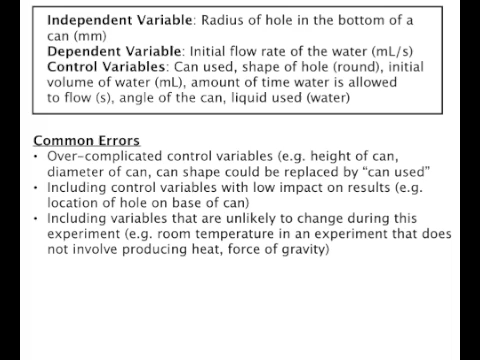 Independent Variable: Radius of hole in the bottom of a
can (mm)
Dependent Variable: Initial flow rate of the water (mL/s)
Control Variables: Can used, shape of hole (round), initial
volume of water (mL), amount of time water is allowed
to flow (s), angle of the can, liquid used (water)
Common Errors
• Over-complicated control variables (e.g. height of can,
diameter of can, can shape could be replaced by "can used"
• Including control variables with low impact on results (e.g.
location of hole on base of can)
• Including variables that are unlikely to change during this
experiment (e.g. room temperature in an experiment that does
not involve producing heat, force of gravity)